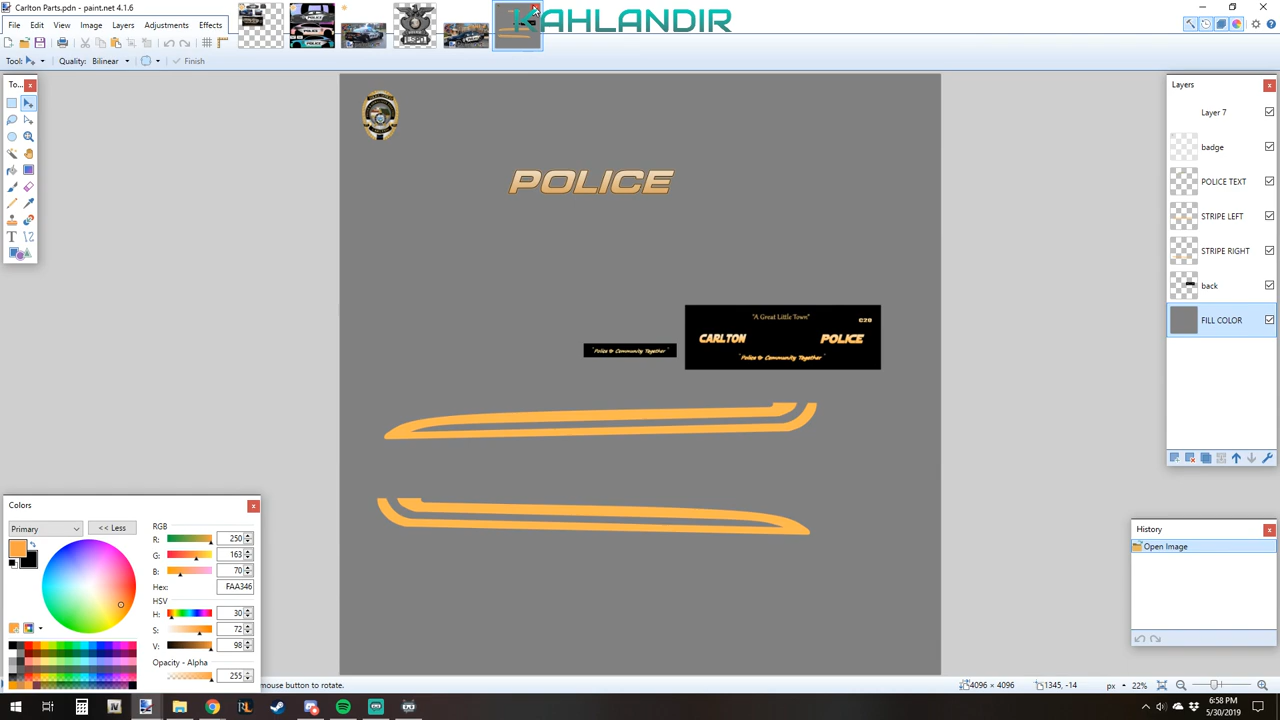 Carlton Parts.pdn - paint.net 4.1.6
KAHLANDIR
File Edit View Image Layers Adjustments Effects
Tool: Quality: Bilinear Finish
To...
Layers
Layer 7
badge
POLICE TEXT
STRIPE LEFT
STRIPE RIGHT
back
FILL COLOR
POLICE
"A Great Little Town"
C20
CARLTON POLICE
"Police & Community Together"
"Police & Community Together"
Colors
Primary
<< Less
RGB
R: 250
G: 163
B: 70
Hex: FAA346
HSV
H: 30
S: 72
V: 98
Opacity - Alpha
255
History
Open Image
mouse button to rotate.
4096 × 4096
1345, -14
px
22%
6:58 PM
5/30/2019